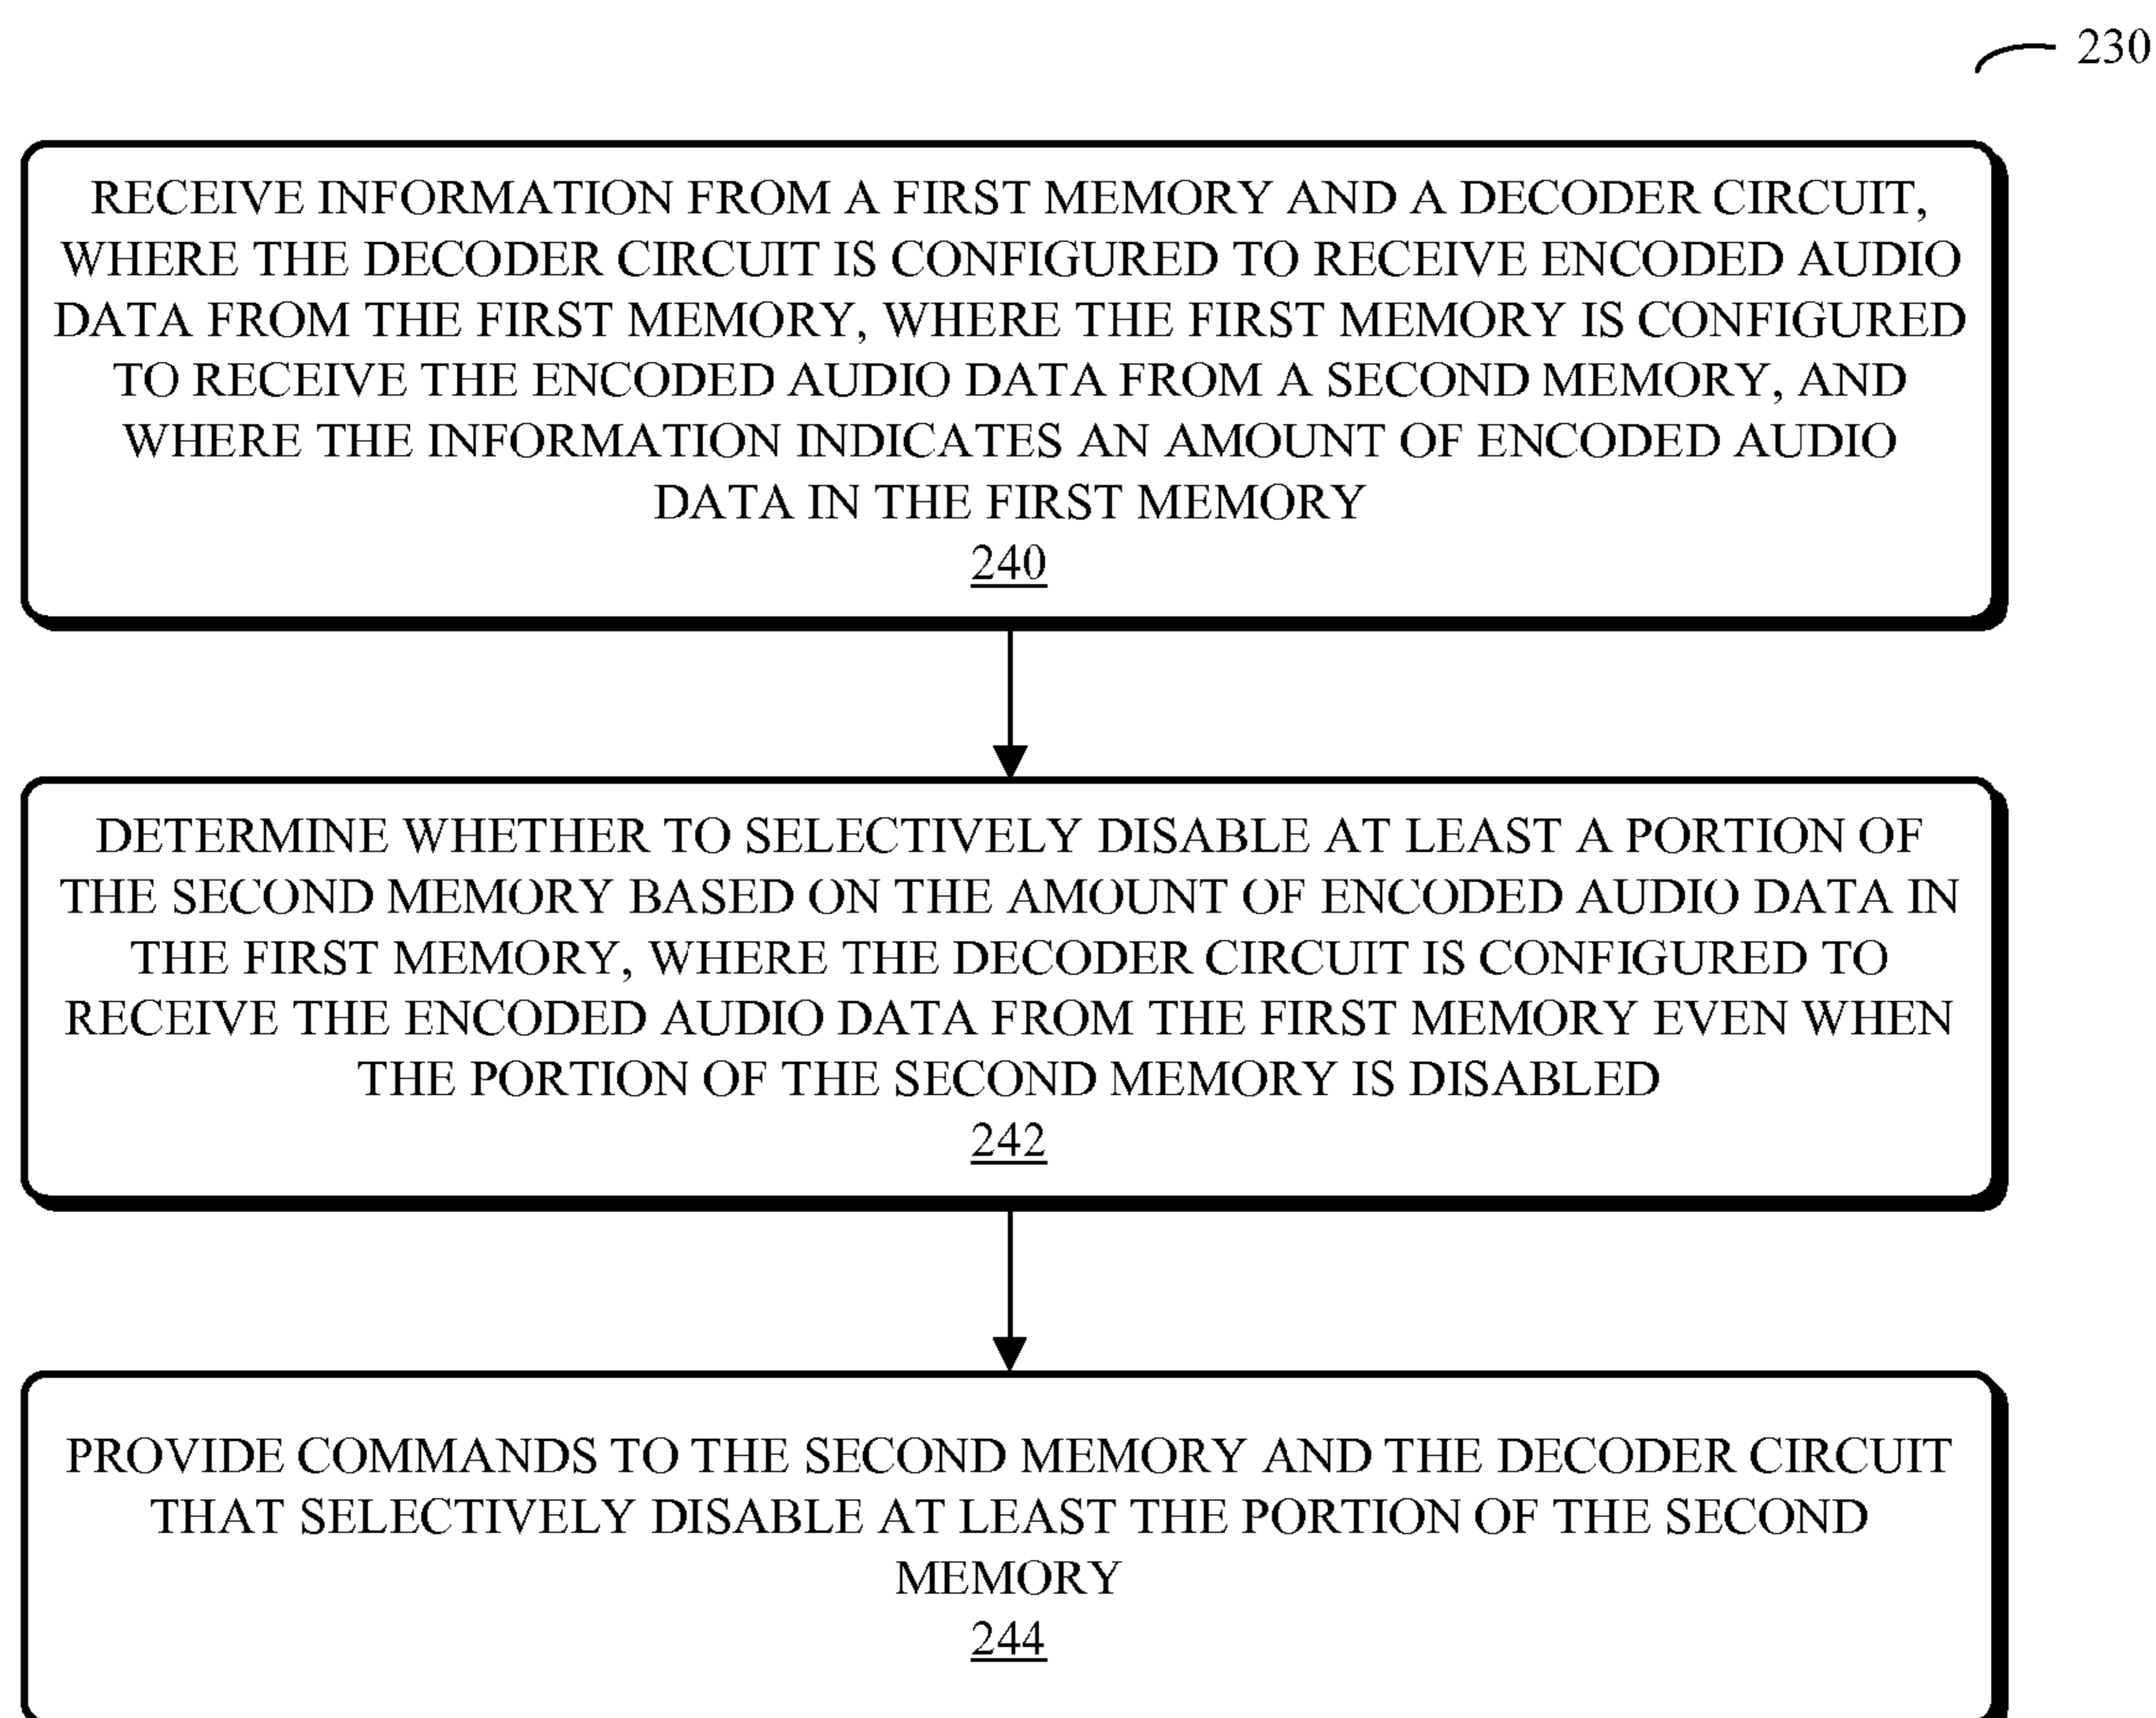 230
RECEIVE INFORMATION FROM A FIRST MEMORY AND A DECODER CIRCUIT,
WHERE THE DECODER CIRCUIT IS CONFIGURED TO RECEIVE ENCODED AUDIO
DATA FROM THE FIRST MEMORY, WHERE THE FIRST MEMORY IS CONFIGURED
TO RECEIVE THE ENCODED AUDIO DATA FROM A SECOND MEMORY, AND
WHERE THE INFORMATION INDICATES AN AMOUNT OF ENCODED AUDIO
DATA IN THE FIRST MEMORY
240
DETERMINE WHETHER TO SELECTIVELY DISABLE AT LEAST A PORTION OF
THE SECOND MEMORY BASED ON THE AMOUNT OF ENCODED AUDIO DATA IN
THE FIRST MEMORY, WHERE THE DECODER CIRCUIT IS CONFIGURED TO
RECEIVE THE ENCODED AUDIO DATA FROM THE FIRST MEMORY EVEN WHEN
THE PORTION OF THE SECOND MEMORY IS DISABLED
242
PROVIDE COMMANDS TO THE SECOND MEMORY AND THE DECODER CIRCUIT
THAT SELECTIVELY DISABLE AT LEAST THE PORTION OF THE SECOND
MEMORY
244